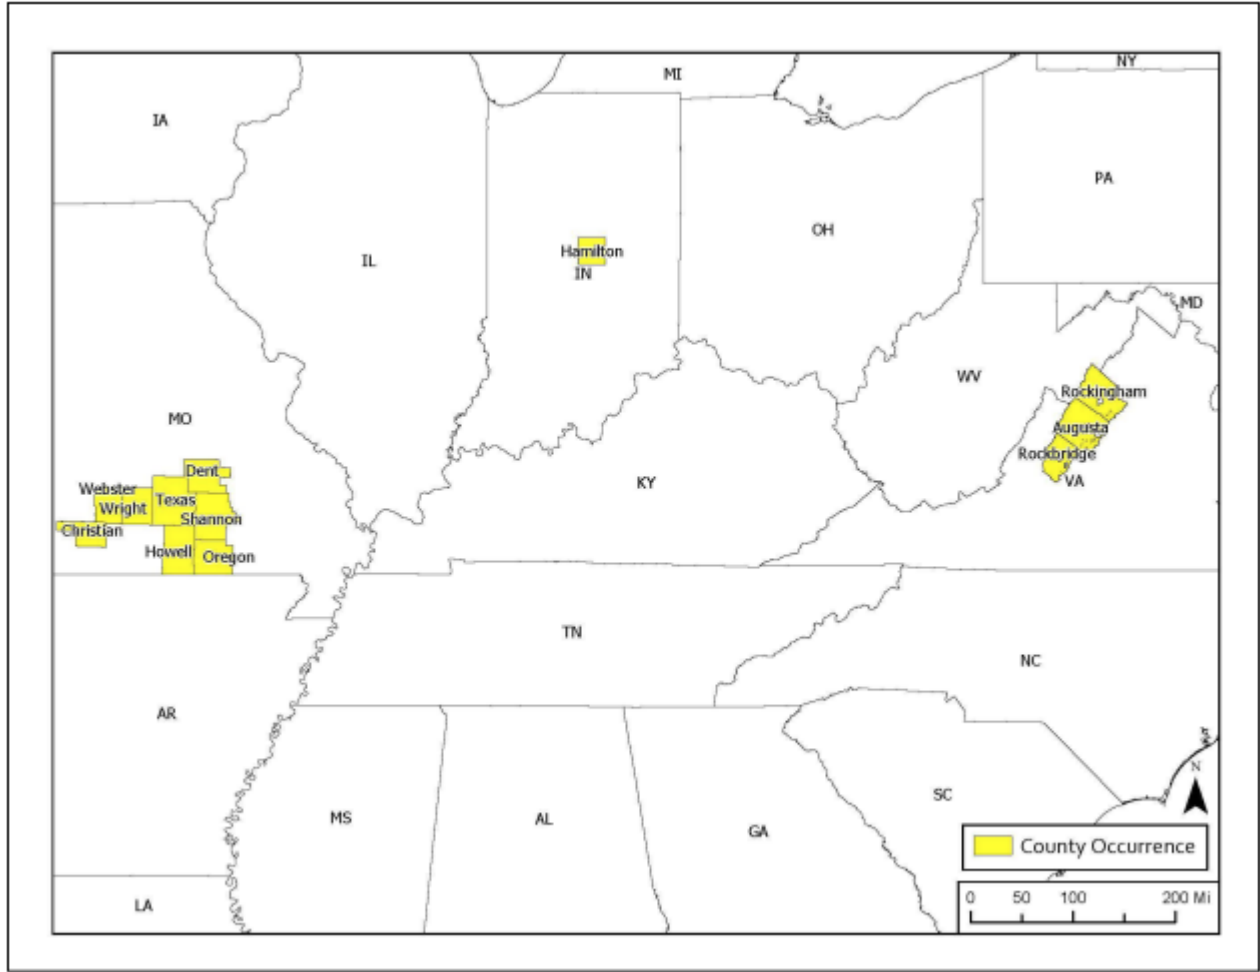 NY
MI
IA
PA
OH
IL
Hamilton
IN
MD
WV
Rockingham
MO
Augusta
Rockbridge
VA
Dent
KY
Webster
Texas
Wright
Shannon
Christian
Howell
Oregon
TN
NC
AR
N
SC
MS
AL
GA
County Occurrence
LA
0 50 100 200 Mi